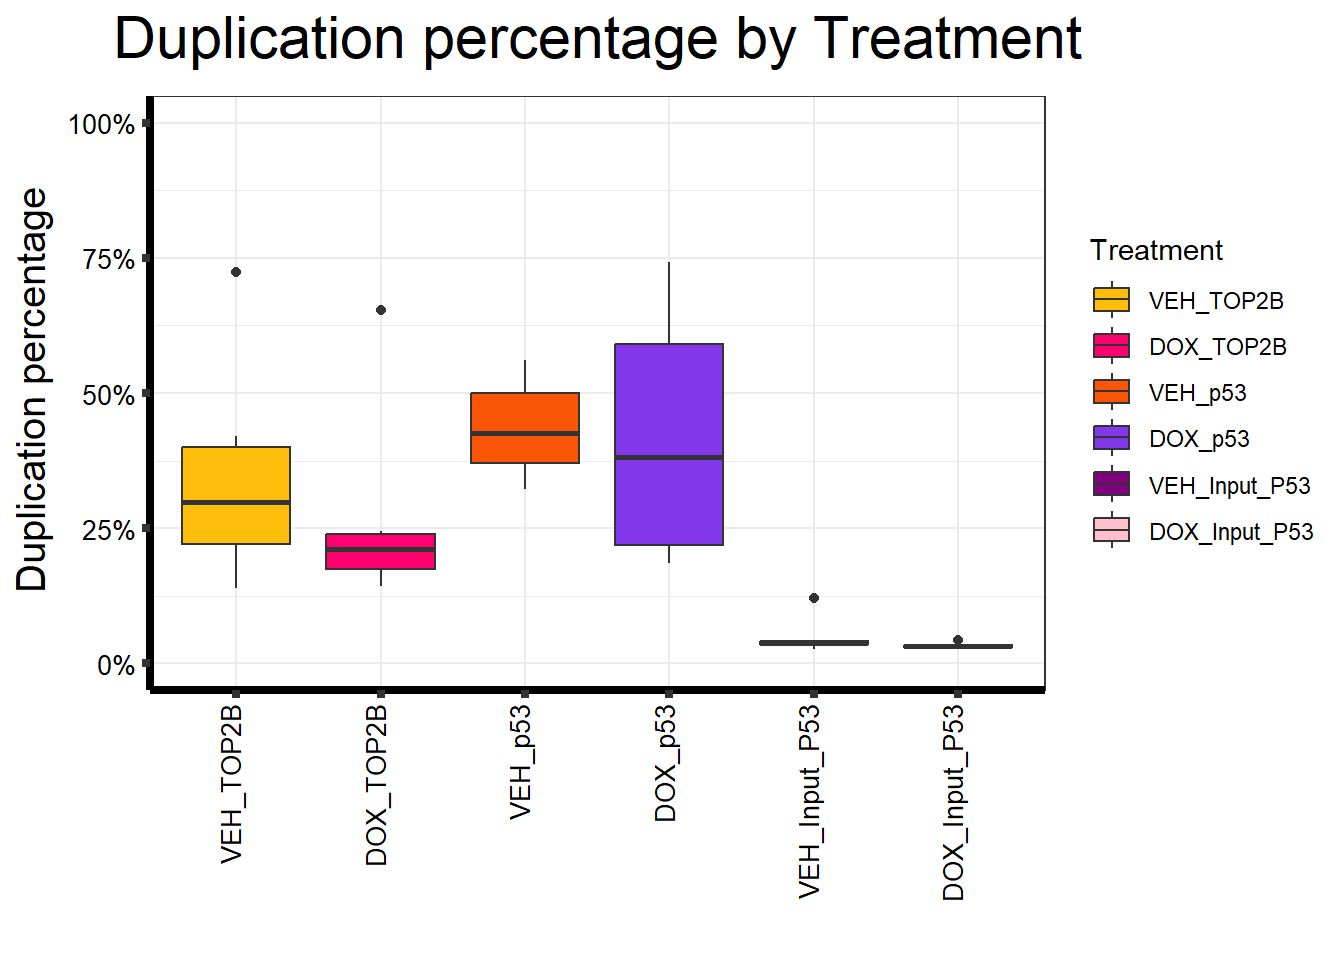 Duplication percentage by Treatment
Duplication percentage
100%
75%
50%
25%
0%
VEH_TOP2B
DOX_TOP2B
VEH_p53
DOX_p53
VEH_Input_P53
DOX_Input_P53
Treatment
VEH_TOP2B
DOX_TOP2B
VEH_p53
DOX_p53
VEH_Input_P53
DOX_Input_P53